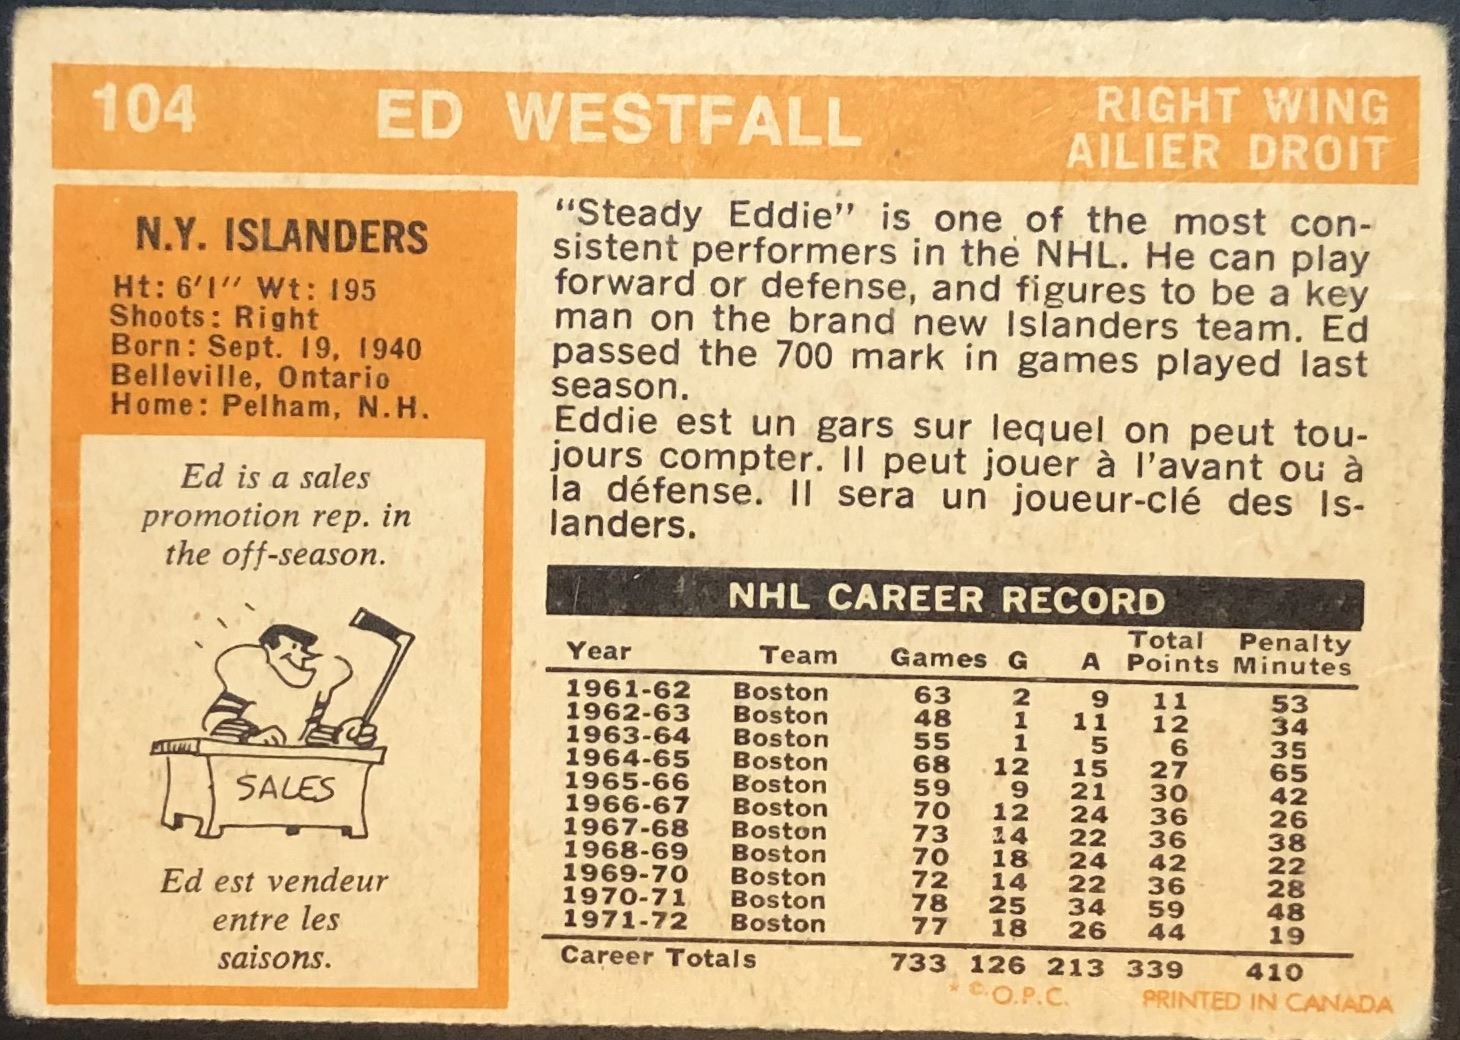 104 ED WESTFALL RIGHT WING
AILIER DROIT
N.Y. ISLANDERS
Ht: 6'1" Wt: 195
Shoots: Right
Born: Sept. 19, 1940
Belleville, Ontario
Home: Pelham, N.H.
Ed is a sales
promotion rep. in
the off-season.
SALES
Ed est vendeur
entre les
saisons.
"Steady Eddie" is one of the most con-
sistent performers in the NHL. He can play
forward or defense, and figures to be a key
man on the brand new Islanders team. Ed
passed the 700 mark in games played last
season.
Eddie est un gars sur lequel on peut tou-
jours compter. Il peut jouer à l'avant ou à
la défense. Il sera un joueur-clé des Is-
landers.
NHL CAREER RECORD
Total Penalty
Year Team Games G A Points Minutes
1961-62 Boston 63 2 9 11 53
1962-63 Boston 48 1 11 12 34
1963-64 Boston 55 1 5 6 35
1964-65 Boston 68 12 15 27 65
1965-66 Boston 59 9 21 30 42
1966-67 Boston 70 12 24 36 26
1967-68 Boston 73 14 22 36 38
1968-69 Boston 70 18 24 42 22
1969-70 Boston 72 14 22 36 28
1970-71 Boston 78 25 34 59 48
1971-72 Boston 77 18 26 44 19
Career Totals 733 126 213 339 410
* © O.P.C. PRINTED IN CANADA